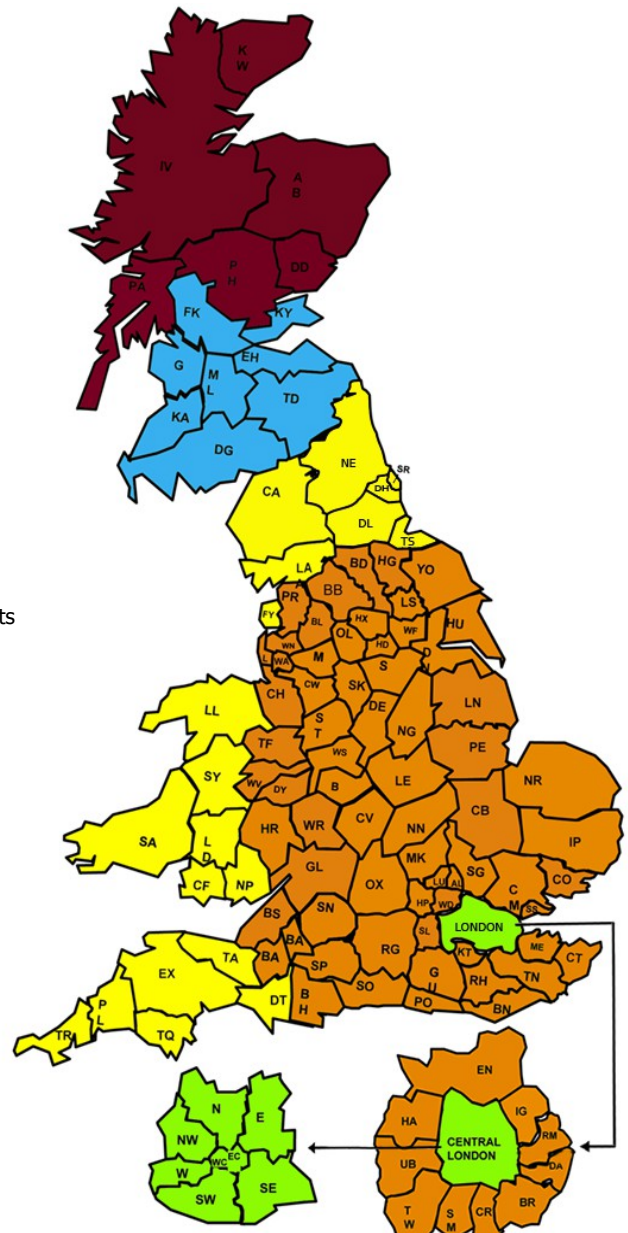 K
W
IV
A
B
P
H
DD
PA
FK
KY
G
M
L
EH
TD
KA
DG
NE
SR
DH
CA
DL
TS
LA
BD
HG
YO
PR
BB
LS
FY
BL
HX
OL
WF
HU
WN
HD
D
L
WA
M
S
CH
CW
SK
LL
S
T
DE
LN
NG
TF
WS
PE
SY
WV
DY
B
LE
NR
CB
SA
L
D
HR
WR
CV
NN
IP
GL
MK
SG
CF
NP
OX
LU
AL
C
M
CO
HP
WD
SS
BS
SN
SL
LONDON
TA
BA
BA
RG
KT
ME
CT
EX
SP
G
U
RH
TN
DT
B
H
SO
PO
BN
P
L
TR
TQ
ts
N
E
NW
WC
EC
W
SW
SE
EN
HA
IG
CENTRAL
LONDON
RM
UB
DA
T
W
S
M
CR
BR